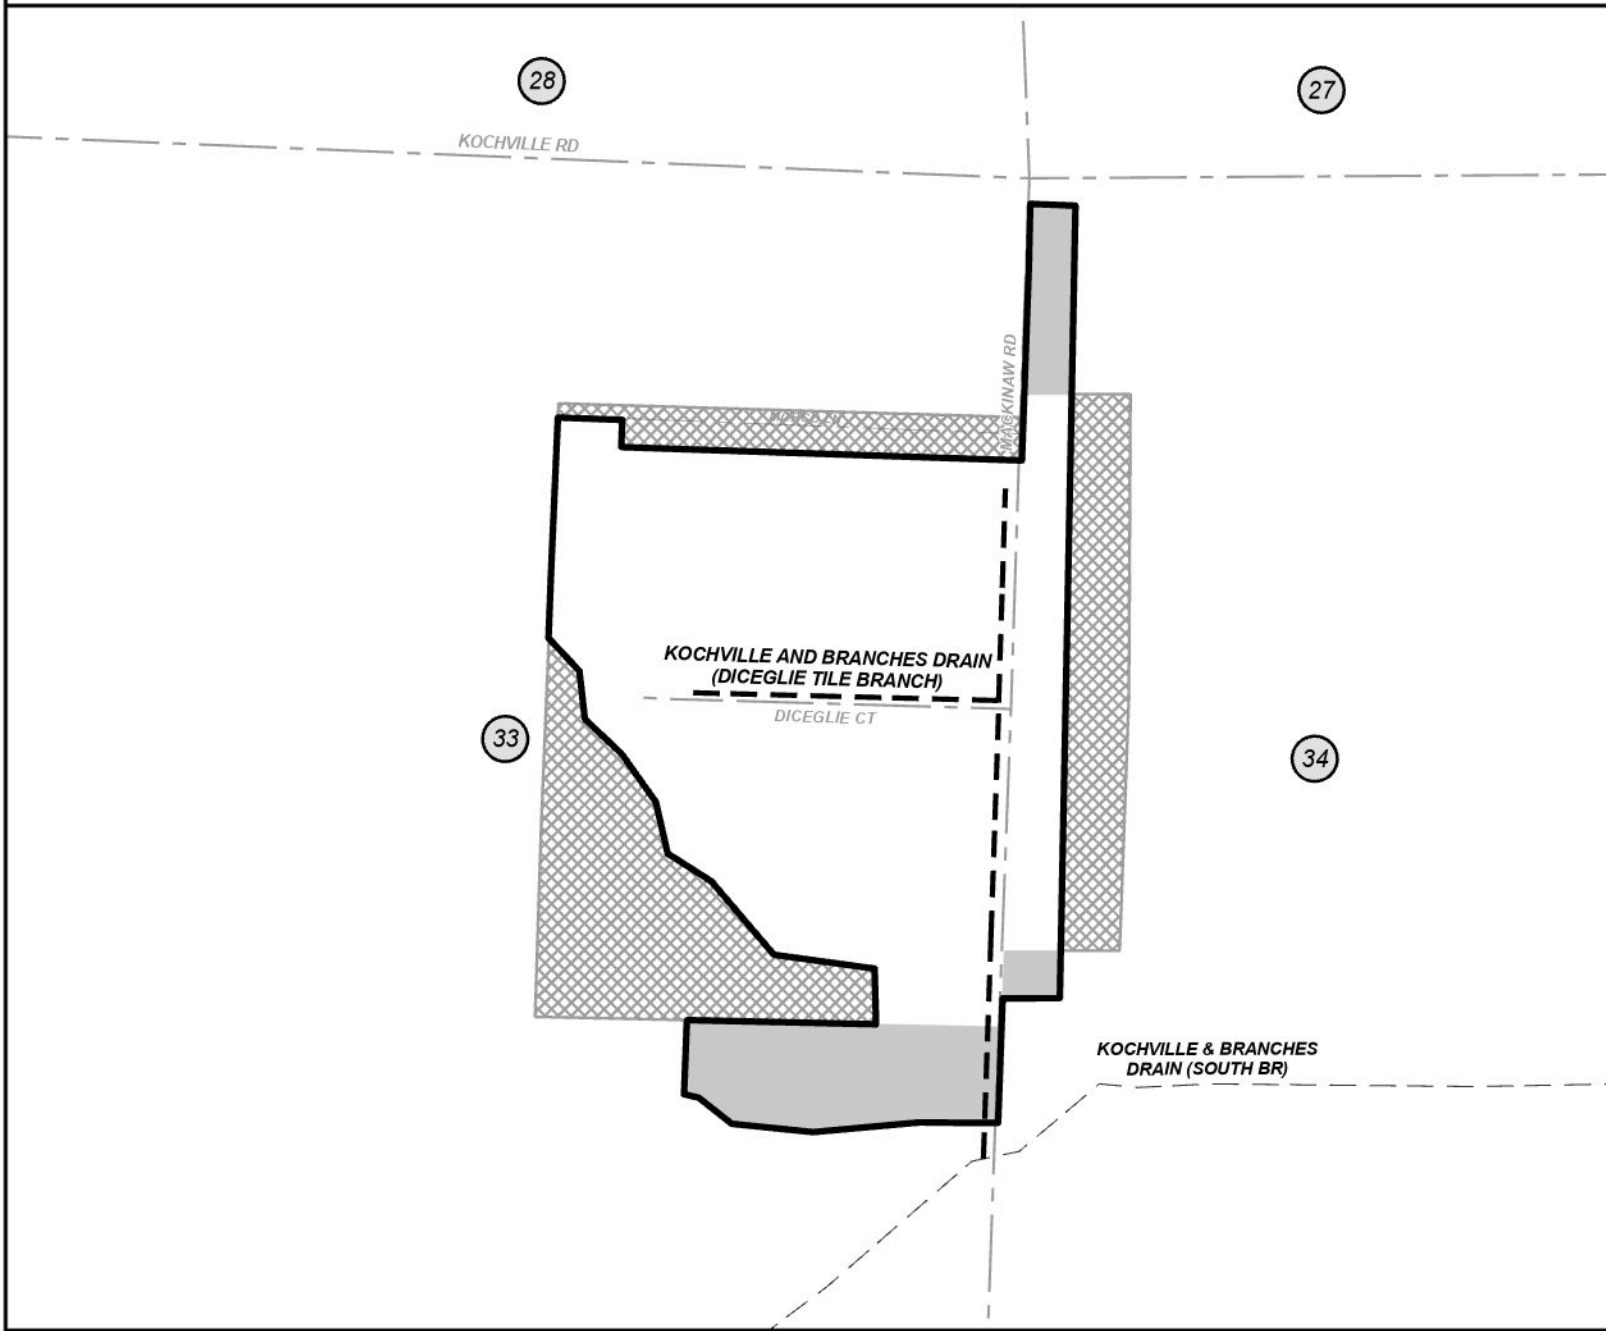 28
27
KOCHVILLE RD
MACKINAW RD
KOCHVILLE AND BRANCHES DRAIN
(DICEGLIE TILE BRANCH)
DICEGLIE CT
33
34
KOCHVILLE & BRANCHES
DRAIN (SOUTH BR)